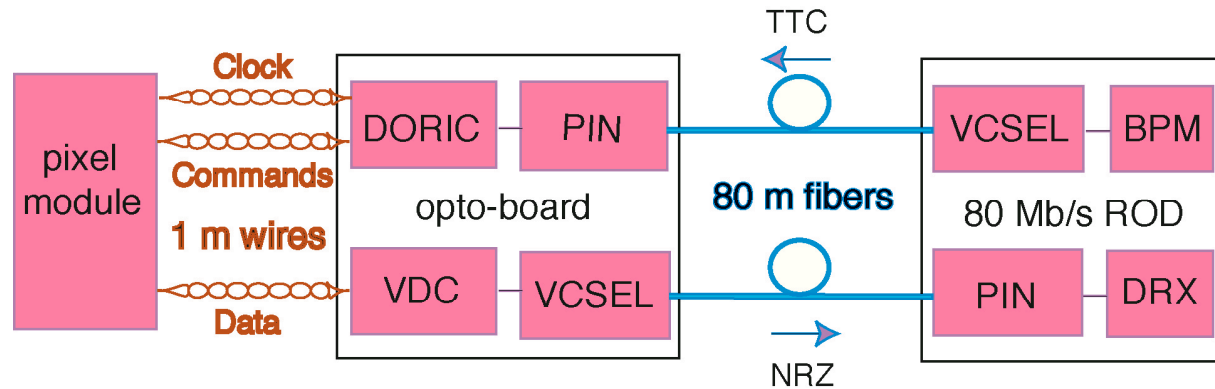 TTC
Clock
DORIC
PIN
VCSEL
BPM
pixel
module
Commands
opto-board
80 m fibers
80 Mb/s ROD
1 m wires
VDC
VCSEL
PIN
DRX
Data
NRZ